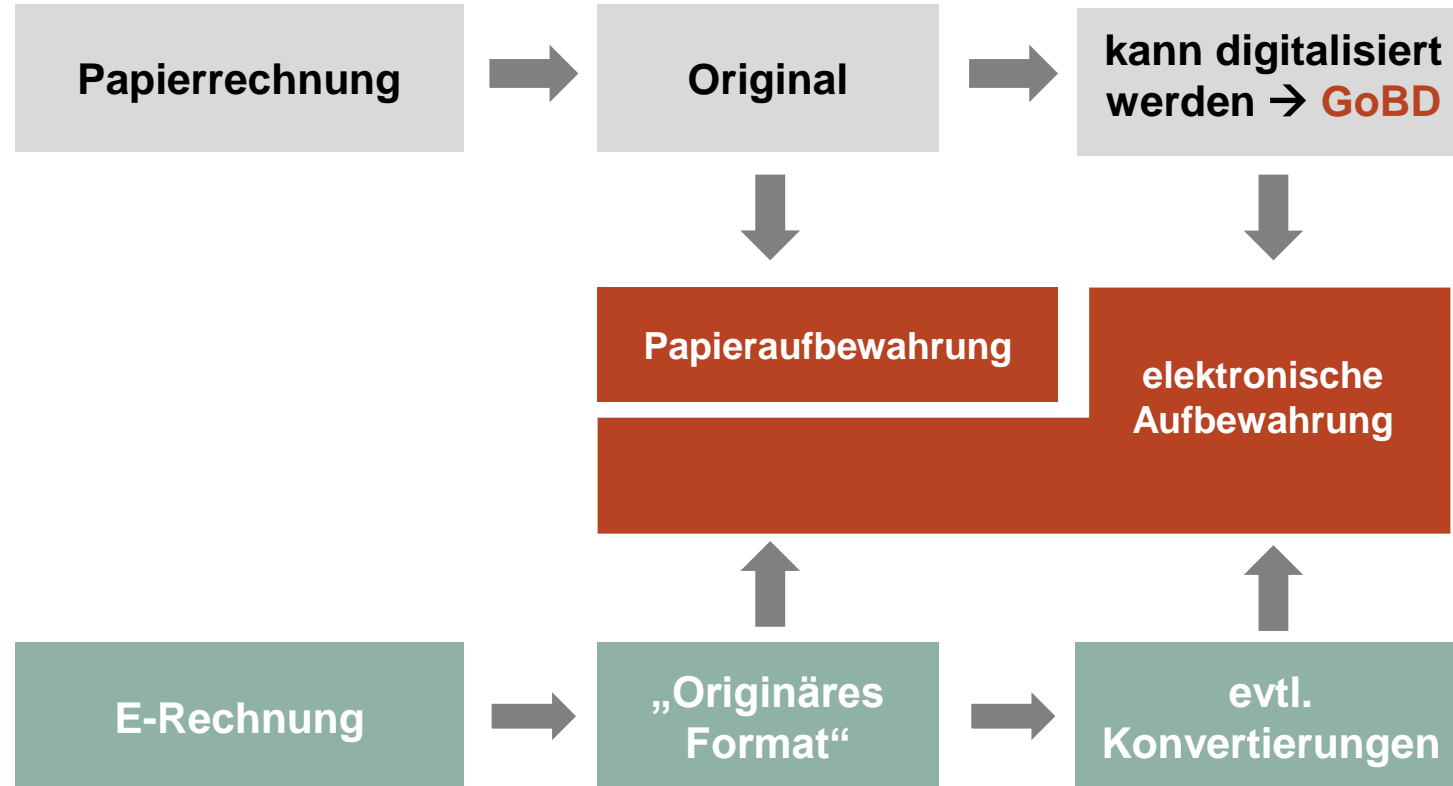 Papierrechnung
Original
kann digitalisiert
werden → GoBD
Papieraufbewahrung
elektronische
Aufbewahrung
E-Rechnung
„Originäres
Format“
evtl.
Konvertierungen